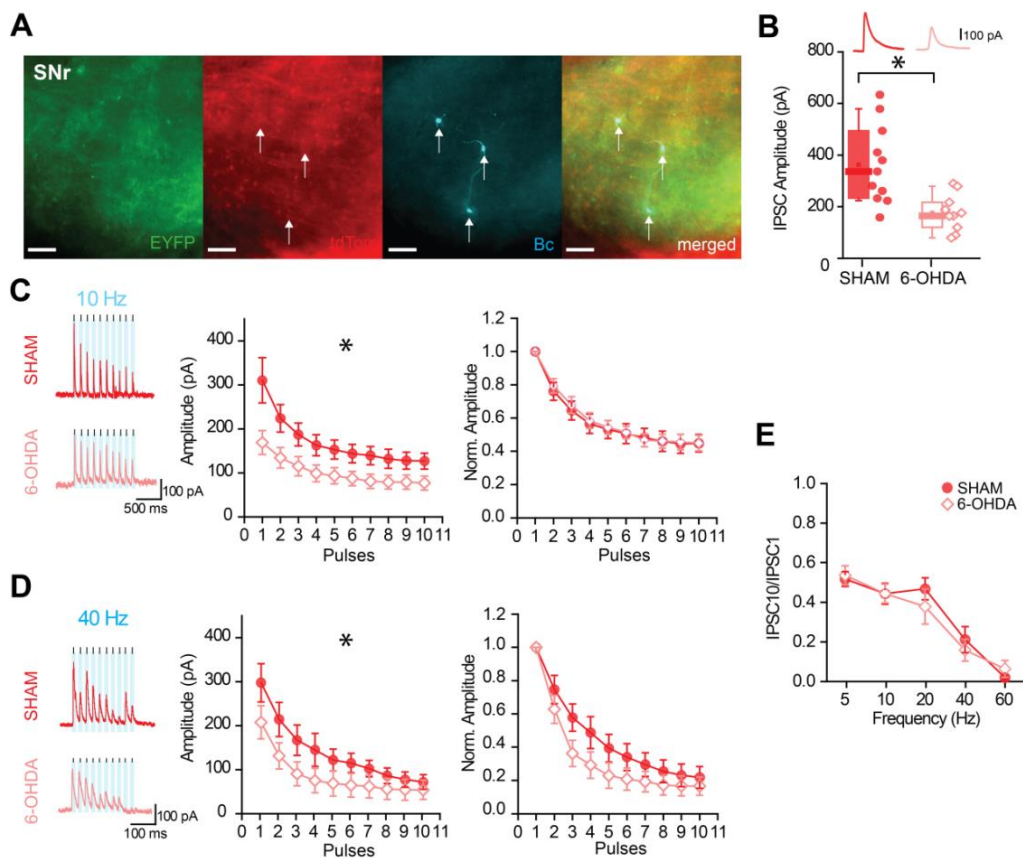 A
SNr
EYFP
tdTom
Bc
merged
B
I100 pA
800
600
400
200
0
IPSC Amplitude (pA)
*
SHAM
6-OHDA
C
10 Hz
SHAM
6-OHDA
100 pA
500 ms
Amplitude (pA)
400
300
200
100
0
*
0 1 2 3 4 5 6 7 8 9 10 11
Pulses
Norm. Amplitude
1.2
1.0
0.8
0.6
0.4
0.2
0.0
0 1 2 3 4 5 6 7 8 9 10 11
Pulses
D
40 Hz
SHAM
6-OHDA
100 pA
100 ms
Amplitude (pA)
400
300
200
100
0
*
0 1 2 3 4 5 6 7 8 9 10 11
Pulses
Norm. Amplitude
1.0
0.8
0.6
0.4
0.2
0.0
0 1 2 3 4 5 6 7 8 9 10 11
Pulses
E
SHAM
6-OHDA
IPSC10/IPSC1
1.0
0.8
0.6
0.4
0.2
0.0
5 10 20 40 60
Frequency (Hz)